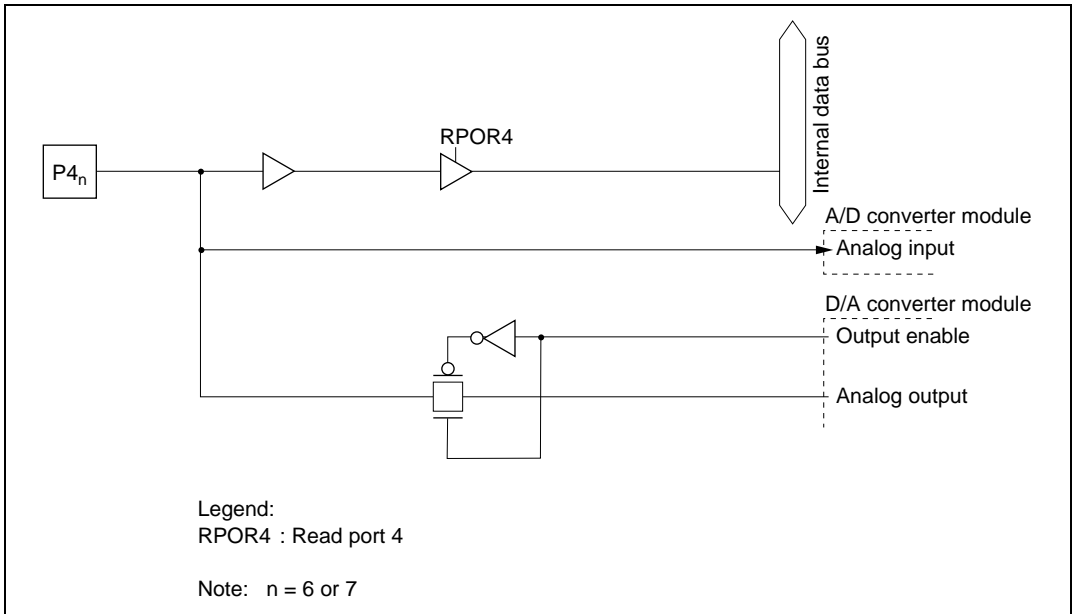 Internal data bus
RPOR4
P4n
A/D converter module
Analog input
D/A converter module
Output enable
Analog output
Legend:
RPOR4 : Read port 4
Note: n = 6 or 7